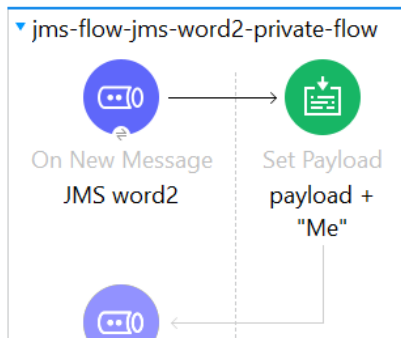 jms-flow-jms-word2-private-flow
On New Message
Set Payload
JMS word2
payload +
"Me"